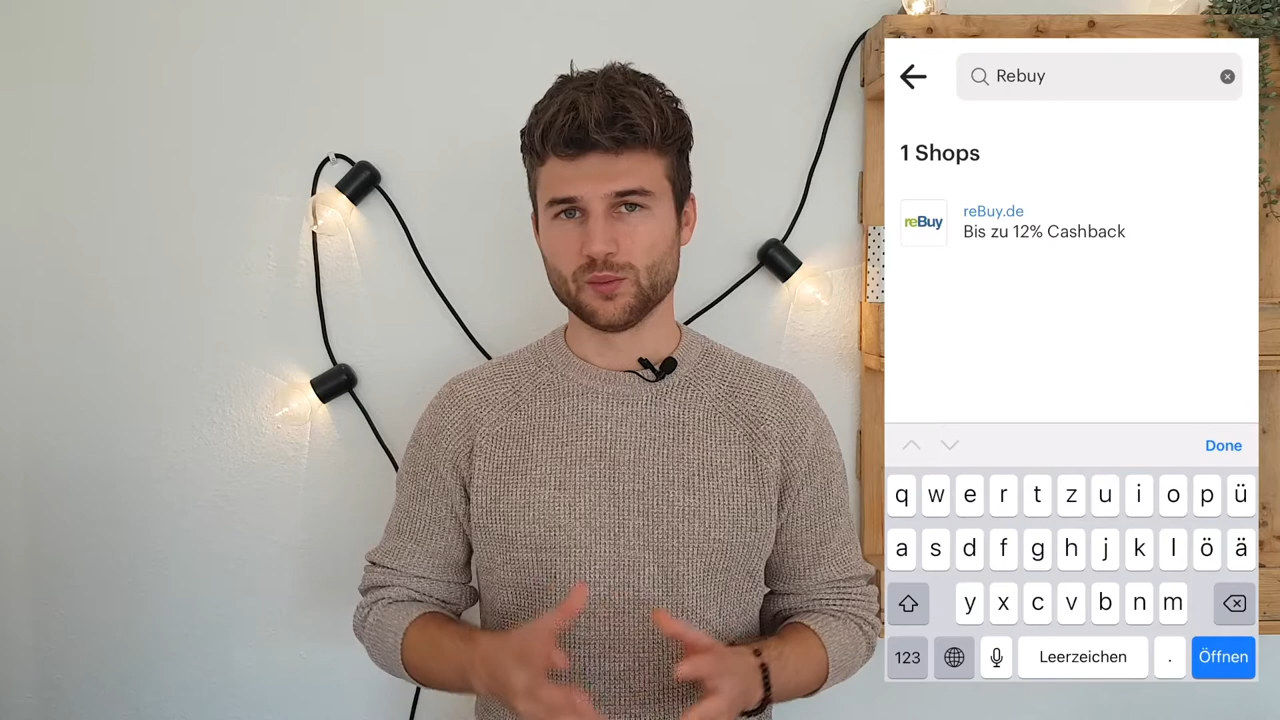 Rebuy
1 Shops
reBuy
reBuy.de
Bis zu 12% Cashback
Done
q w e r t z u i o p ü
a s d f g h j k l ö ä
y x c v b n m
123 Leerzeichen . Öffnen